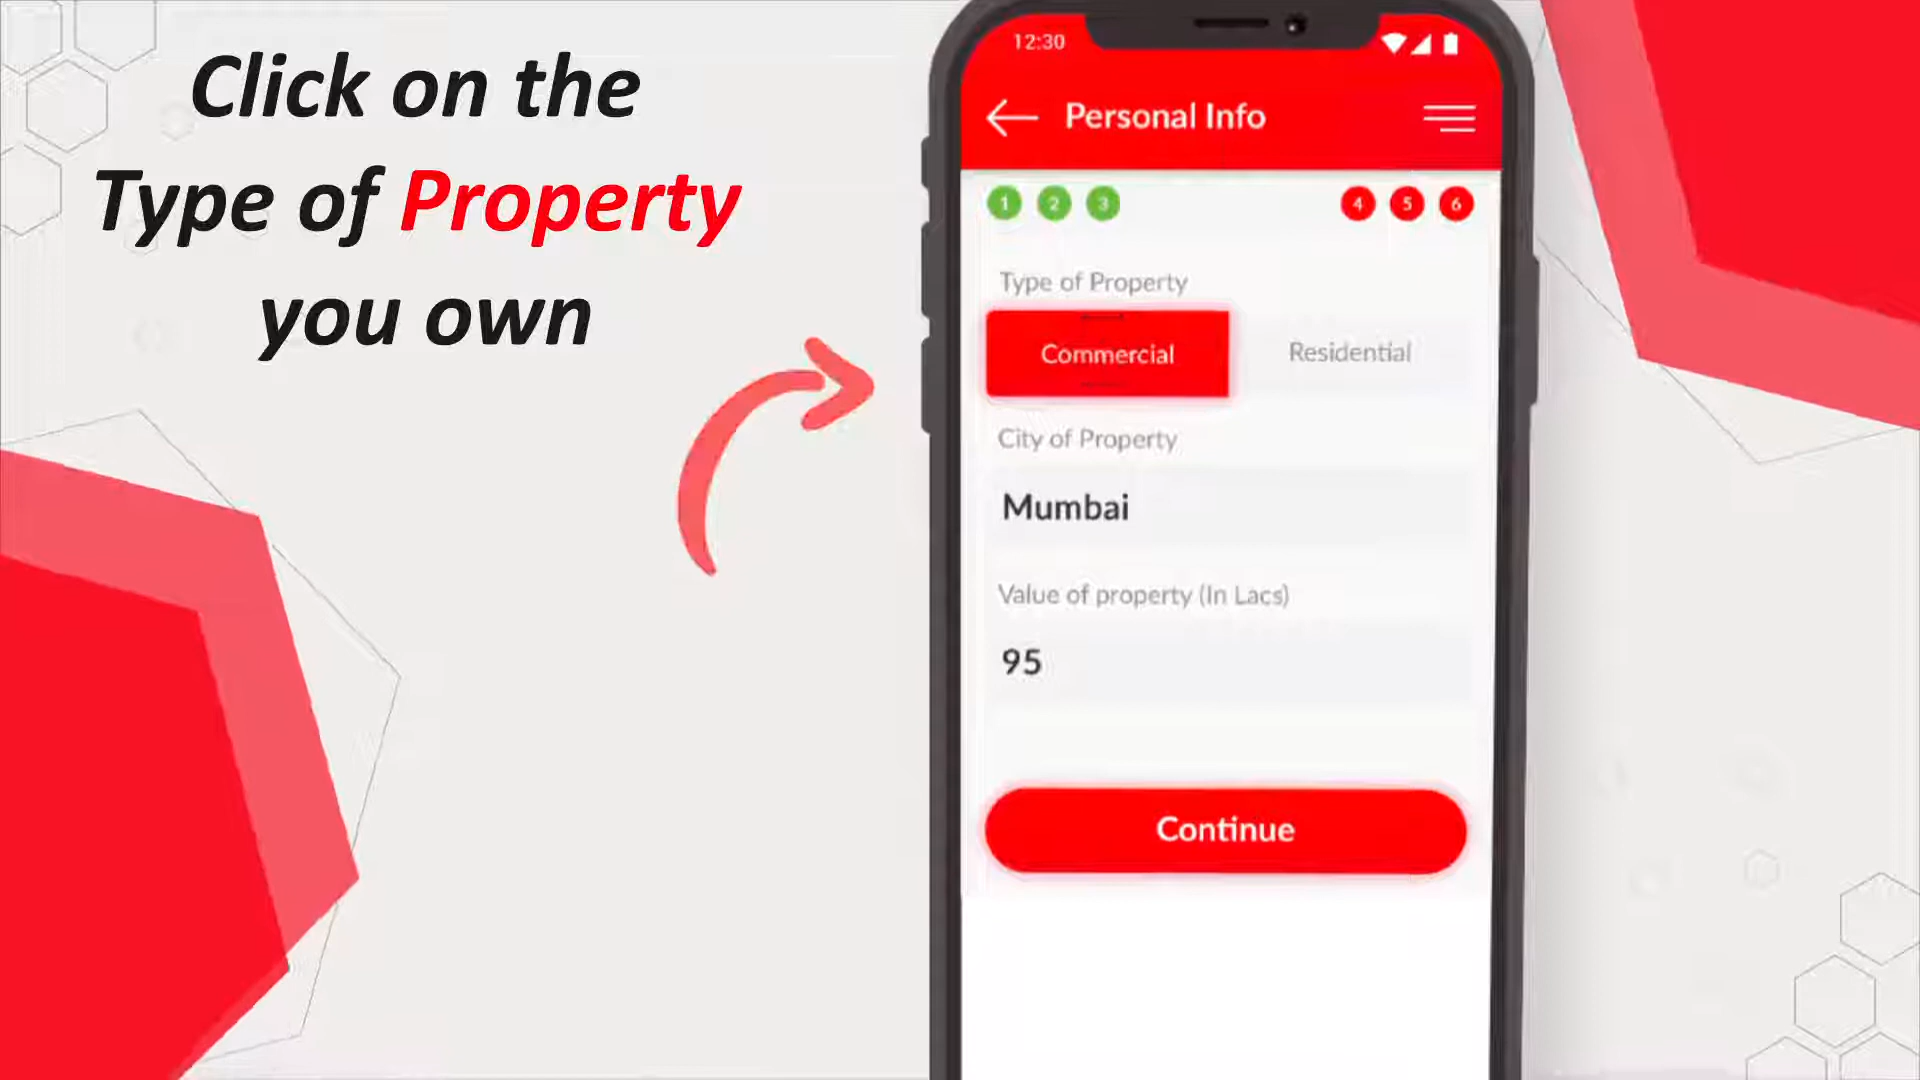 Click on the
Type of Property
you own
12:30
Personal Info
1 2 3 4 5 6
Type of Property
Commercial
Residential
City of Property
Mumbai
Value of property (In Lacs)
95
Continue